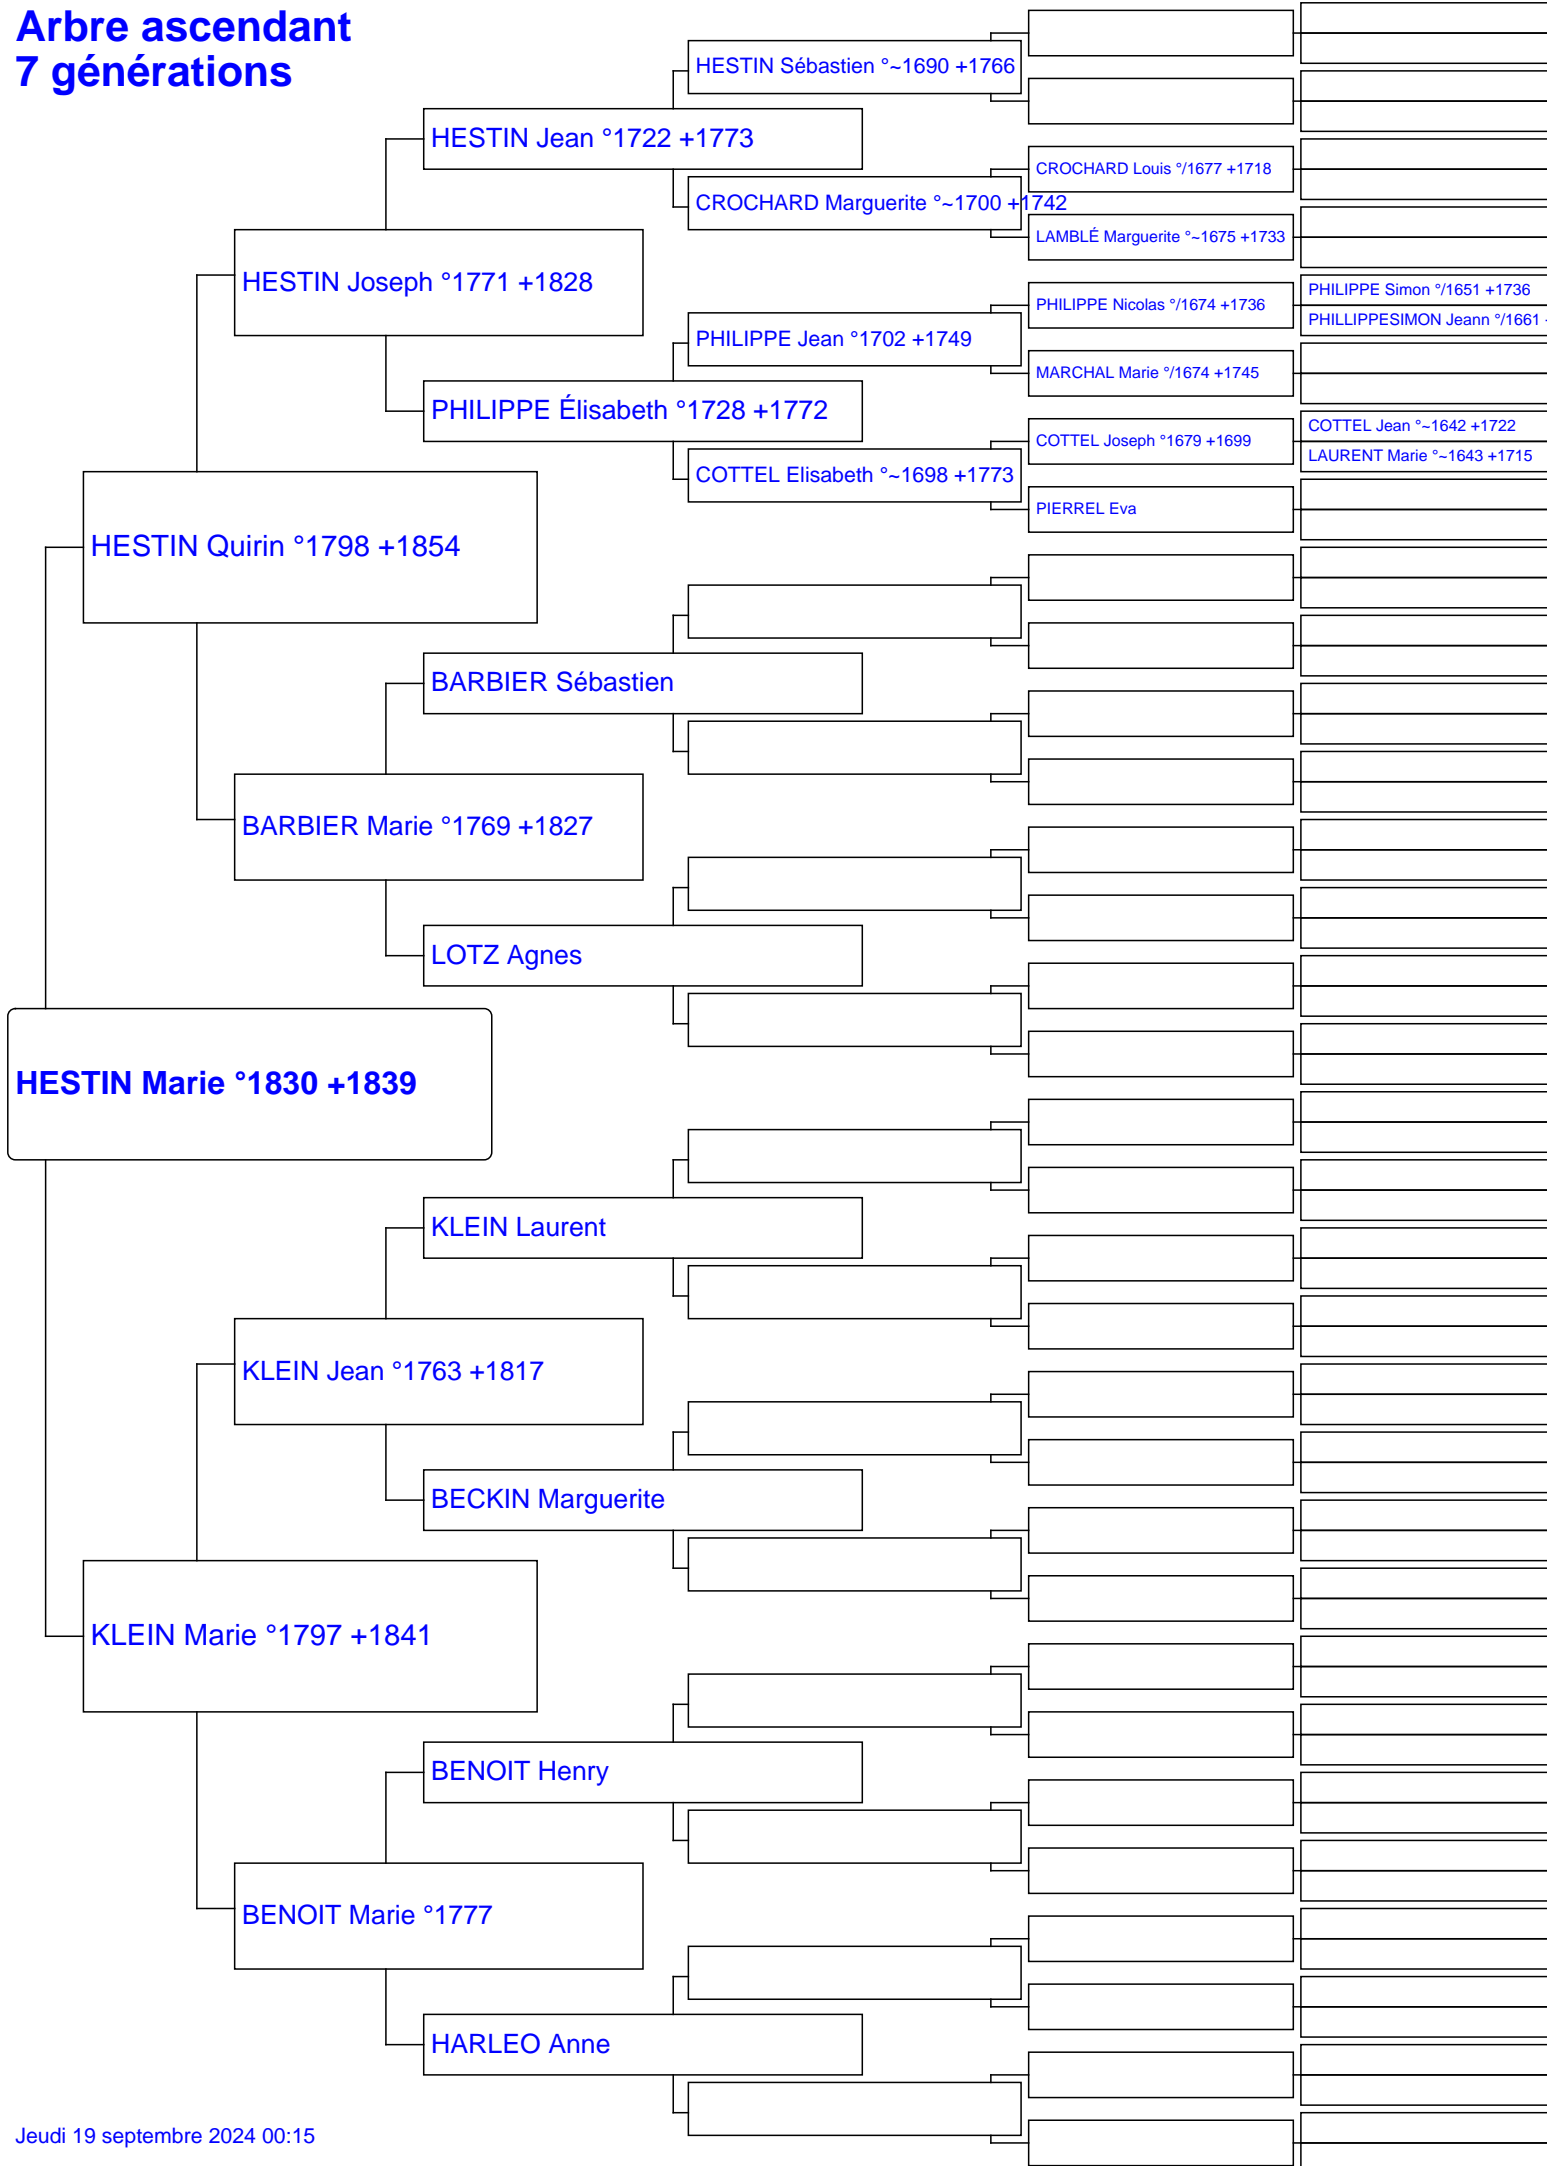 Arbre ascendant
7 générations
HESTIN Sébastien °~1690 +1766
HESTIN Jean °1722 +1773
CROCHARD Louis °/1677 +1718
CROCHARD Marguerite °~1700 +1742
LAMBLÉ Marguerite °~1675 +1733
HESTIN Joseph °1771 +1828
PHILIPPE Simon °/1651 +1736
PHILIPPE Nicolas °/1674 +1736
PHILLIPPESIMON Jeann °/1661
PHILIPPE Jean °1702 +1749
MARCHAL Marie °/1674 +1745
PHILIPPE Élisabeth °1728 +1772
COTTEL Jean °~1642 +1722
COTTEL Joseph °1679 +1699
LAURENT Marie °~1643 +1715
COTTEL Elisabeth °~1698 +1773
PIERREL Eva
HESTIN Quirin °1798 +1854
BARBIER Sébastien
BARBIER Marie °1769 +1827
LOTZ Agnes
HESTIN Marie °1830 +1839
KLEIN Laurent
KLEIN Jean °1763 +1817
BECKIN Marguerite
KLEIN Marie °1797 +1841
BENOIT Henry
BENOIT Marie °1777
HARLEO Anne
Jeudi 19 septembre 2024 00:15